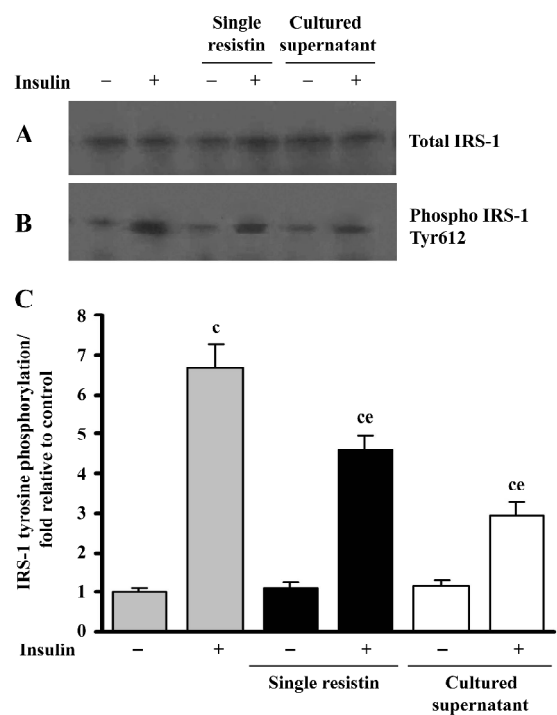 Single resistin Cultured supernatant
Insulin – + – + – +
A Total IRS-1
B Phospho IRS-1 Tyr612
C
IRS-1 tyrosine phosphorylation/
fold relative to control
8
7
6
5
4
3
2
1
0
c
ce
ce
Insulin – + – + – +
Single resistin Cultured supernatant